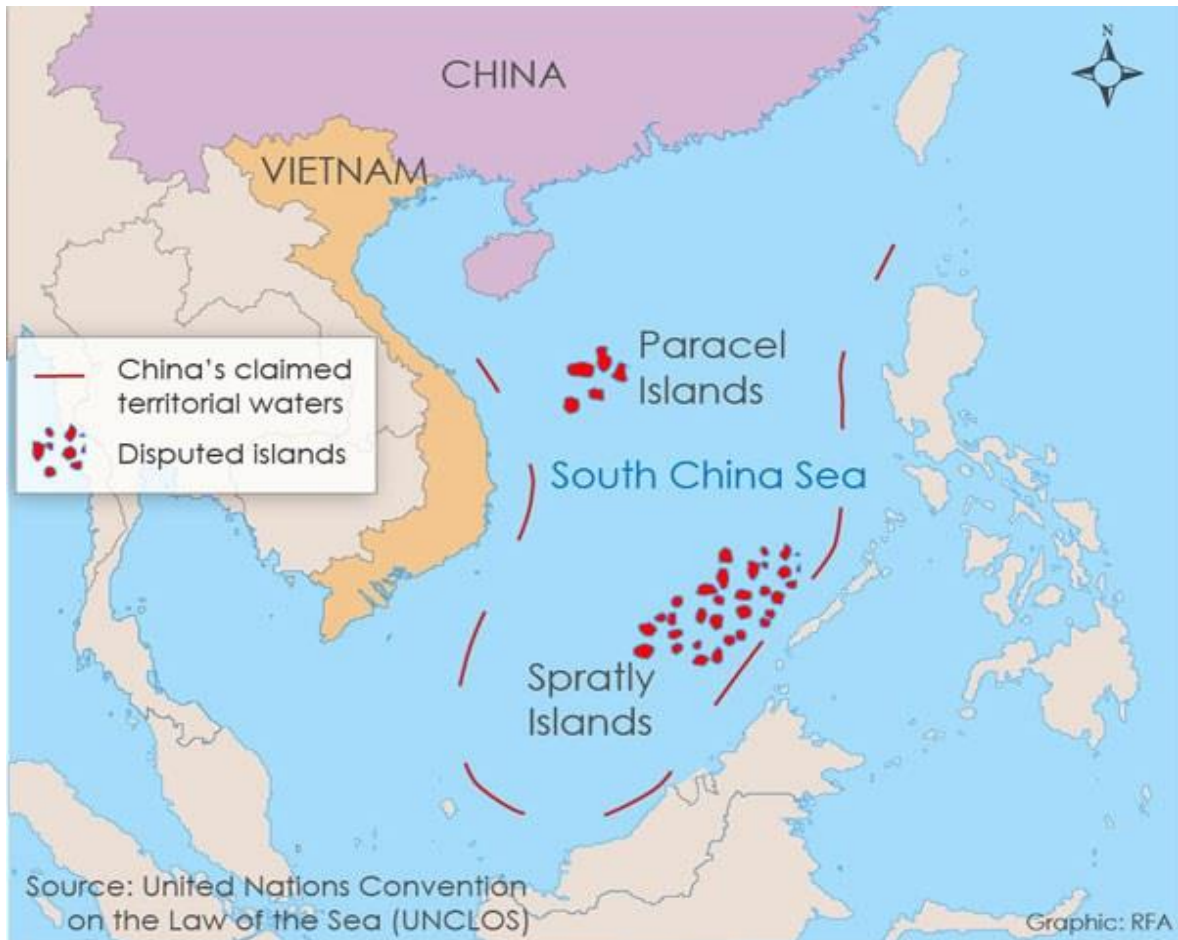 N
CHINA
VIETNAM
Paracel
Islands
China's claimed
territorial waters
Disputed islands
South China Sea
Spratly
Islands
Source: United Nations Convention
on the Law of the Sea (UNCLOS)
Graphic: RFA